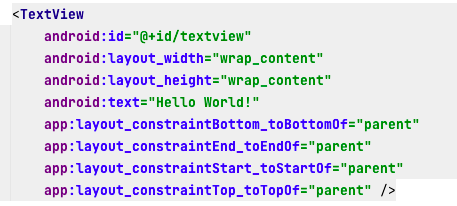 <TextView
android:id="@+id/textview"
android:layout_width="wrap_content"
android:layout_height="wrap_content"
android:text="Hello World!"
app:layout_constraintBottom_toBottomOf="parent"
app:layout_constraintEnd_toEndOf="parent"
app:layout_constraintStart_toStartOf="parent"
app:layout_constraintTop_toTopOf="parent" />